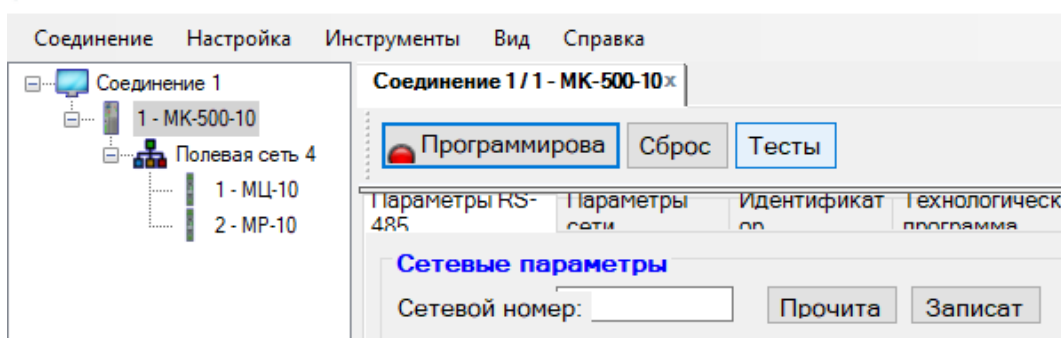 Соединение Настройка Инструменты Вид Справка
Соединение 1
1 - МК-500-10
Полевая сеть 4
1 - МЦ-10
2 - МР-10
Соединение 1 / 1 - МК-500-10 x
Программирова Сброс Тесты
Параметры RS-485
Параметры сети
Идентификатор
Технологическ программа
Сетевые параметры
Сетевой номер: Прочита Записат